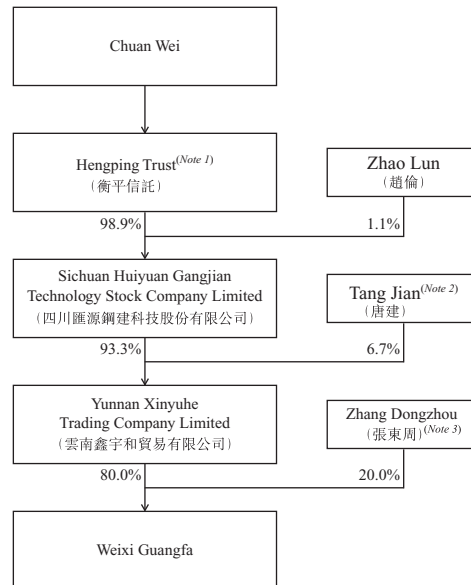 Chuan Wei
Hengping Trust(Note 1)
(衡平信託)
Zhao Lun
(趙倫)
98.9%
1.1%
Sichuan Huiyuan Gangjian
Technology Stock Company Limited
(四川匯源鋼建科技股份有限公司)
Tang Jian(Note 2)
(唐建)
93.3%
6.7%
Yunnan Xinyuhe
Trading Company Limited
(雲南鑫宇和貿易有限公司)
Zhang Dongzhou
(張東周)(Note 3)
80.0%
20.0%
Weixi Guangfa